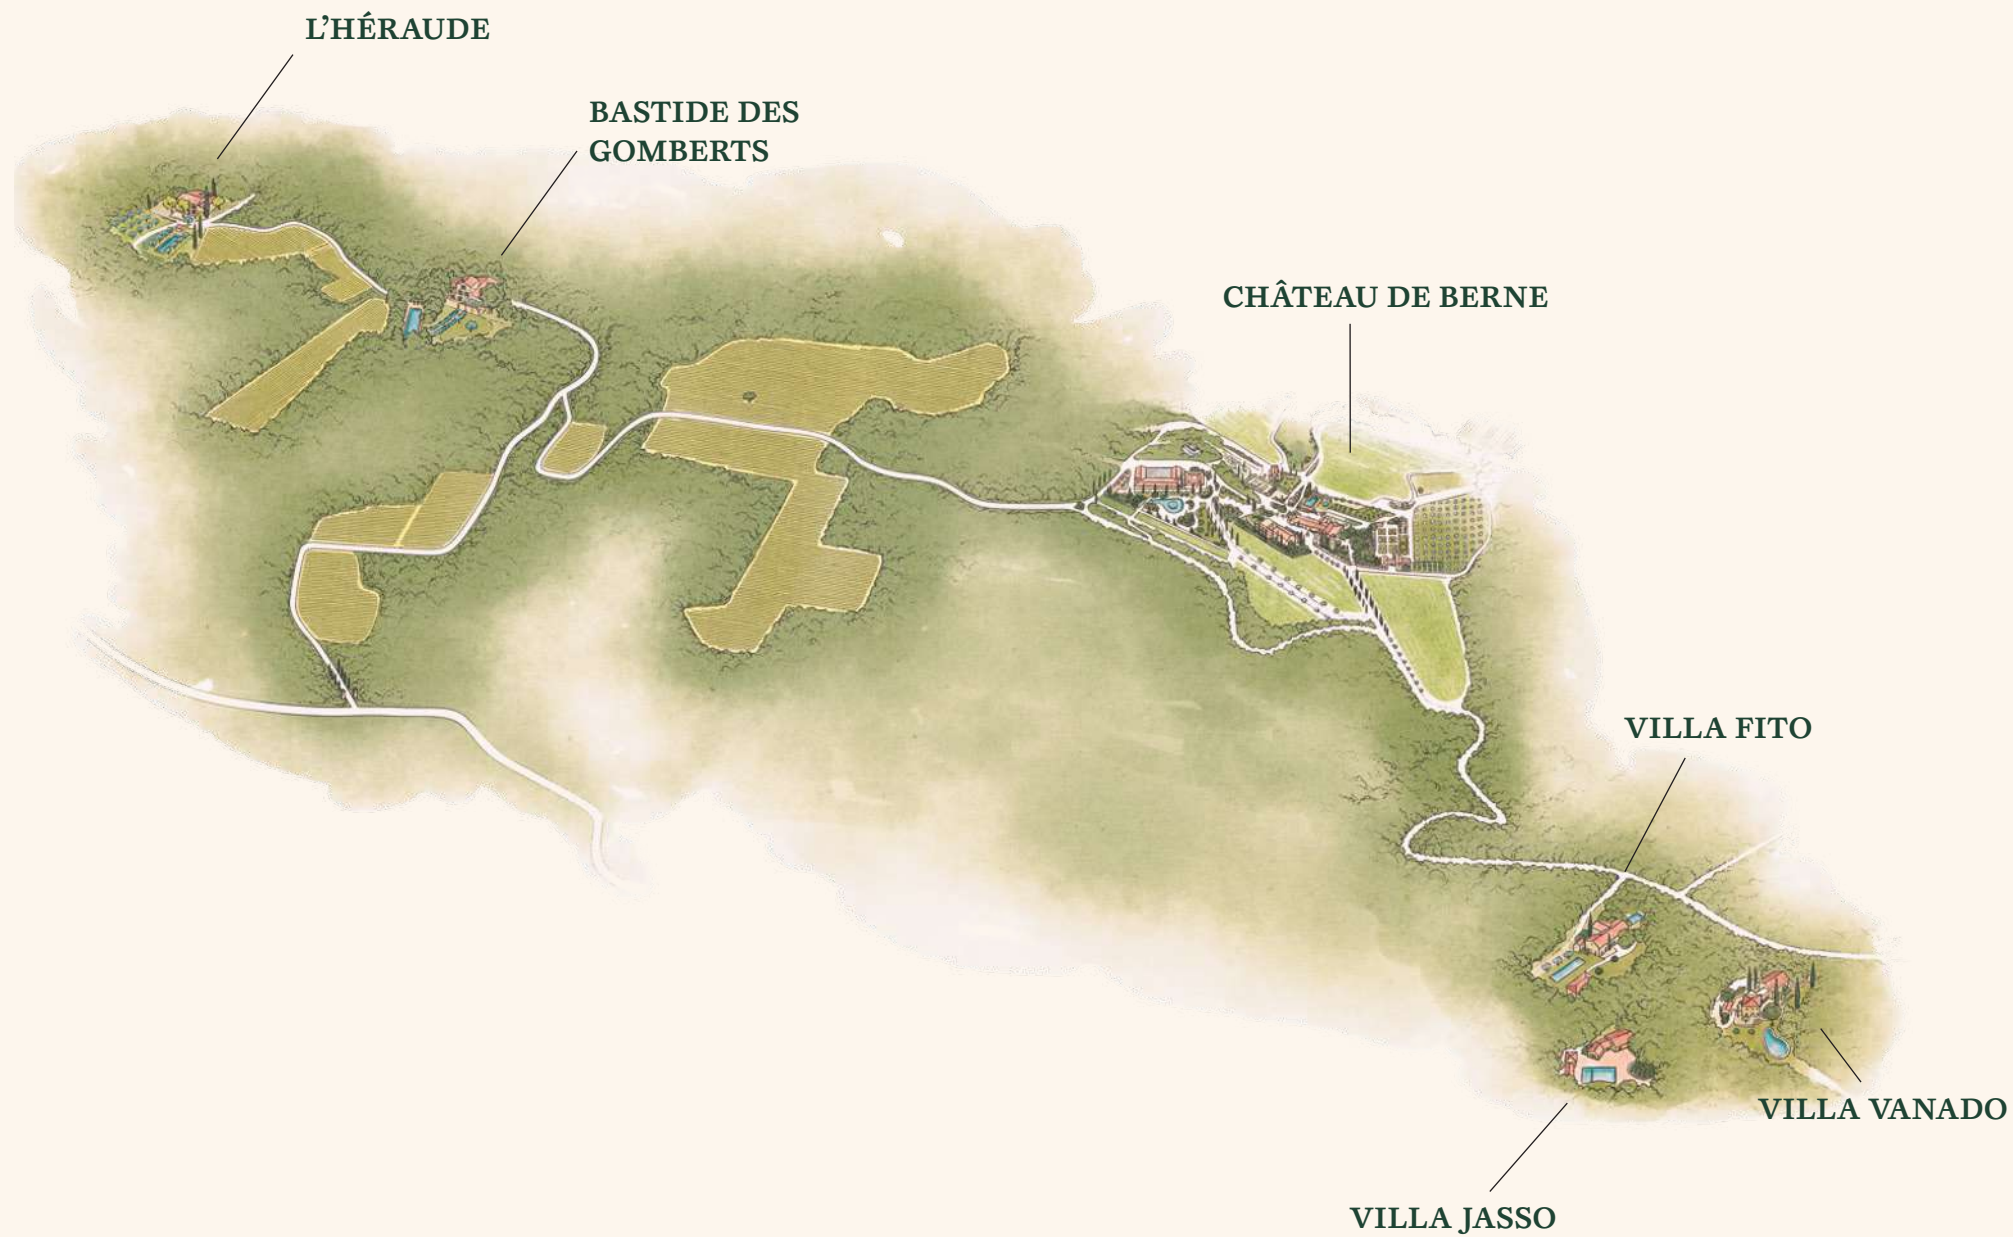 L’HÉRAUDE
BASTIDE DES
GOMBERTS
CHÂTEAU DE BERNE
VILLA FITO
VILLA VANADO
VILLA JASSO